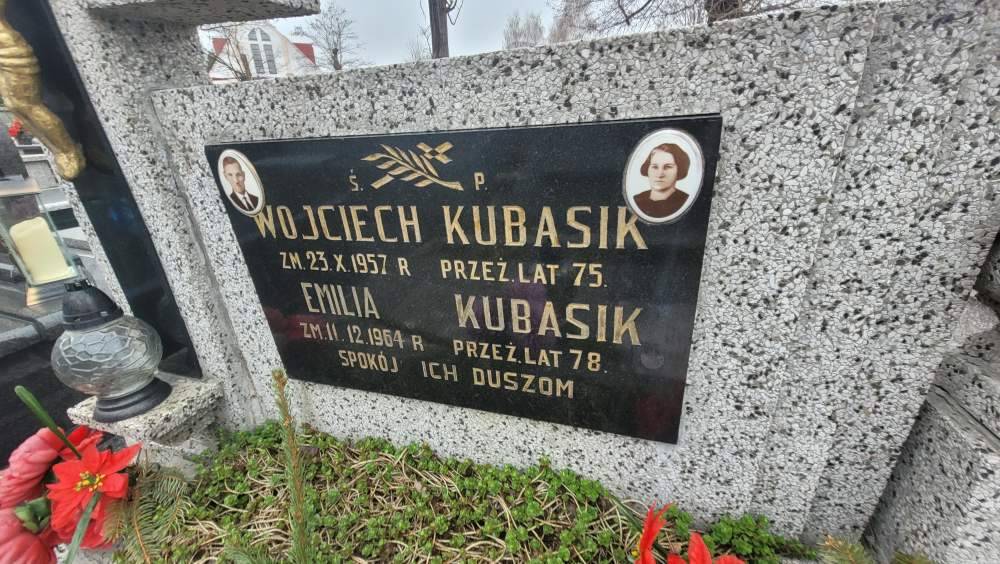 Ś. P.
WOJCIECH KUBASIK
ZM. 23. X. 1957 R PRZEŻ. LAT 75.
EMILIA KUBASIK
ZM. 11. 12. 1964 R PRZEŻ. LAT 78.
SPOKÓJ ICH DUSZOM